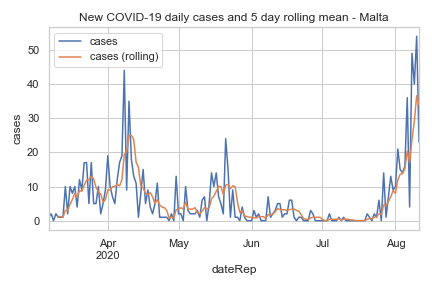 New COVID-19 daily cases and 5 day rolling mean - Malta
cases
cases (rolling)
50
40
30
20
10
0
cases
Apr
2020
May
Jun
Jul
Aug
dateRep